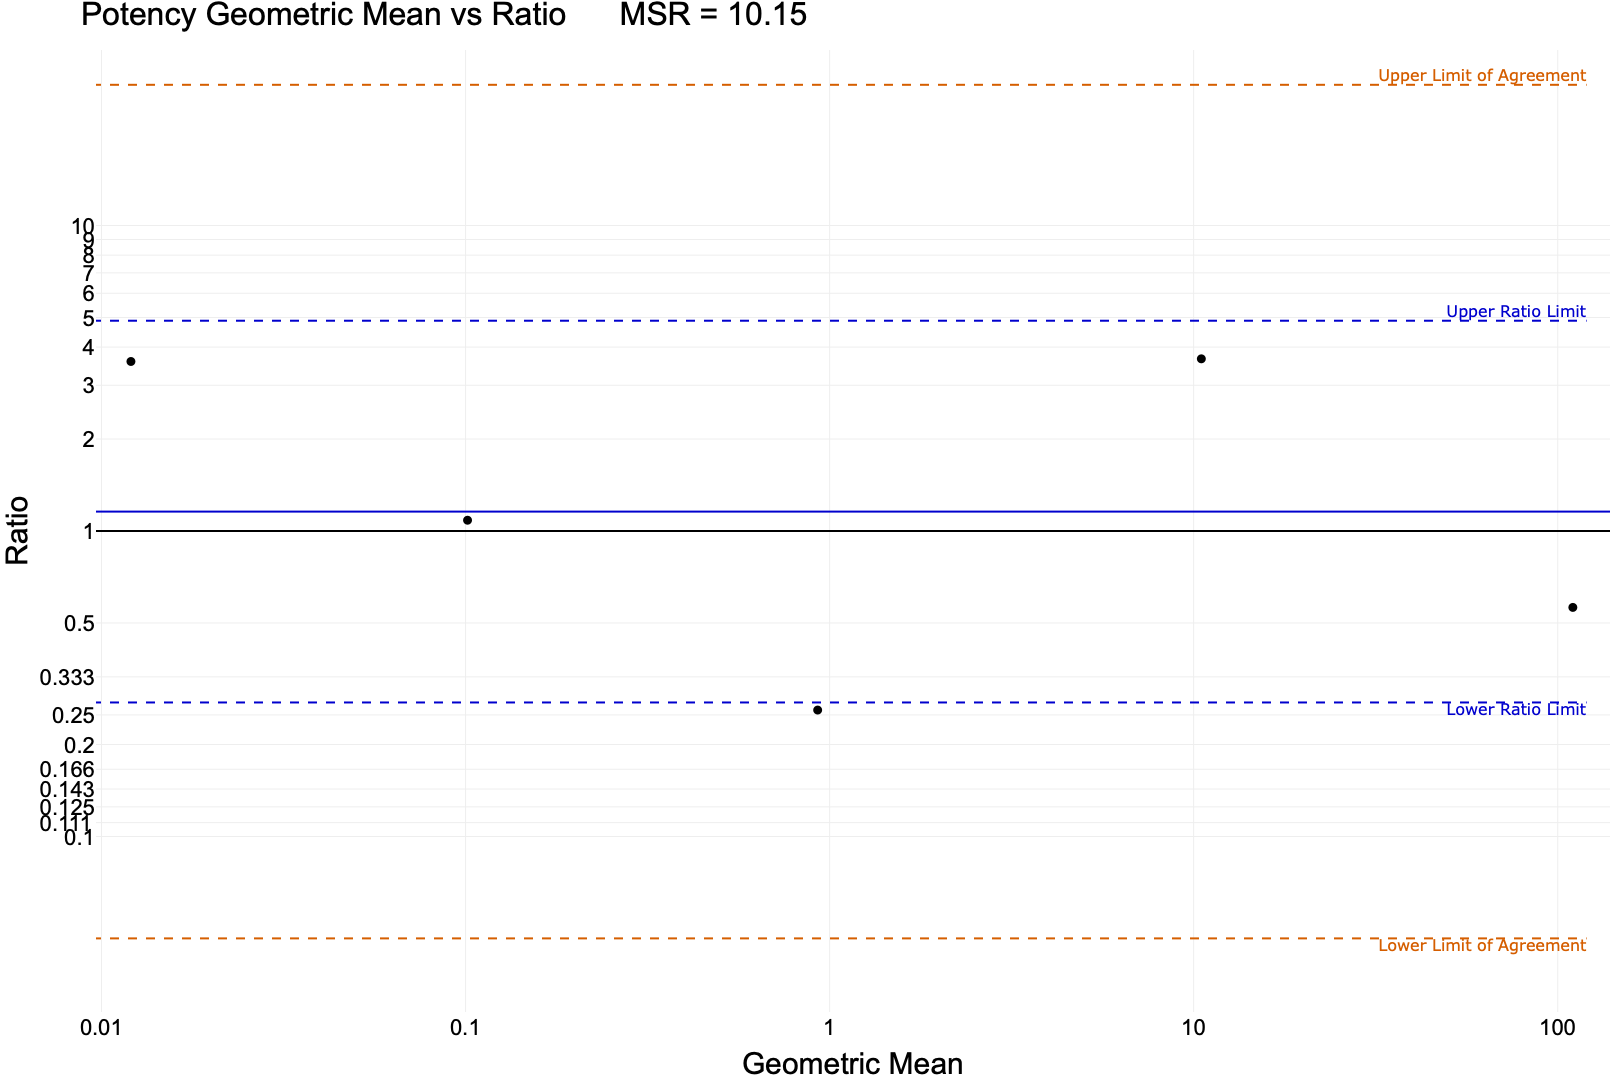 Potency Geometric Mean vs Ratio MSR = 10.15
Upper Limit of Agreement
10
9
8
7
6
5
Upper Ratio Limit
4
3
2
1
Ratio
0.5
0.333
0.25
Lower Ratio Limit
0.2
0.166
0.143
0.125
0.111
0.1
Lower Limit of Agreement
0.01 0.1 1 10 100
Geometric Mean